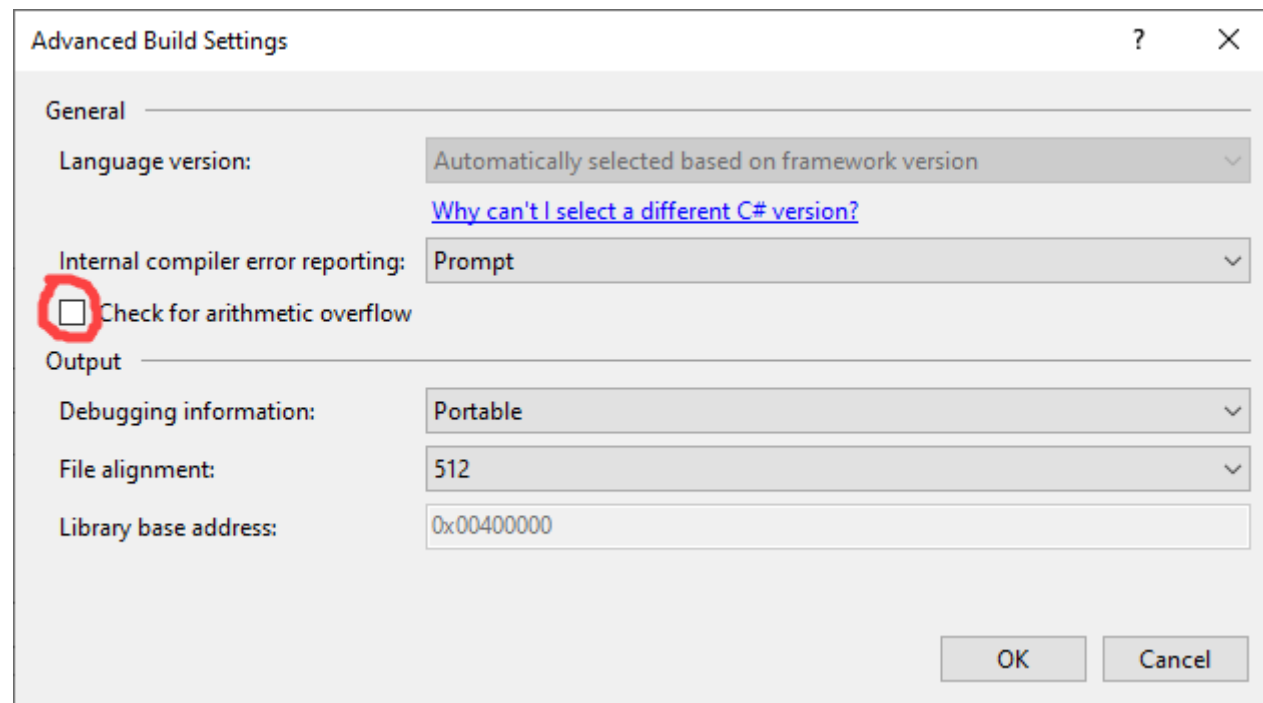 Advanced Build Settings ?
General
Language version: Automatically selected based on framework version
Why can't I select a different C# version?
Internal compiler error reporting: Prompt
Check for arithmetic overflow
Output
Debugging information: Portable
File alignment: 512
Library base address: 0x00400000
OK Cancel